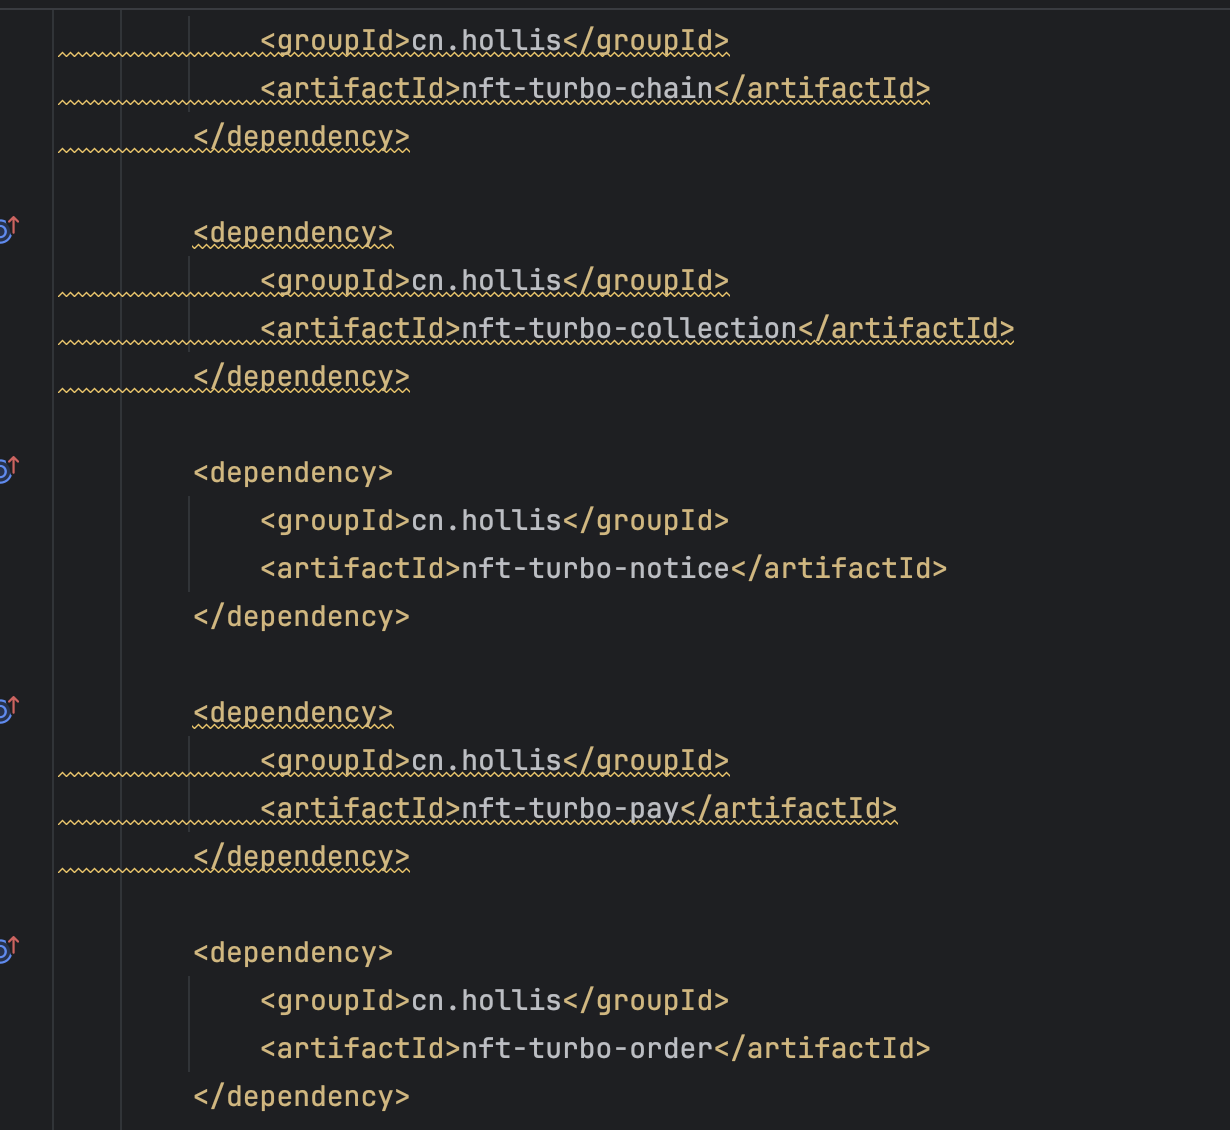 <groupId>cn.hollis</groupId>
<artifactId>nft-turbo-chain</artifactId>
</dependency>
<dependency>
<groupId>cn.hollis</groupId>
<artifactId>nft-turbo-collection</artifactId>
</dependency>
<dependency>
<groupId>cn.hollis</groupId>
<artifactId>nft-turbo-notice</artifactId>
</dependency>
<dependency>
<groupId>cn.hollis</groupId>
<artifactId>nft-turbo-pay</artifactId>
</dependency>
<dependency>
<groupId>cn.hollis</groupId>
<artifactId>nft-turbo-order</artifactId>
</dependency>